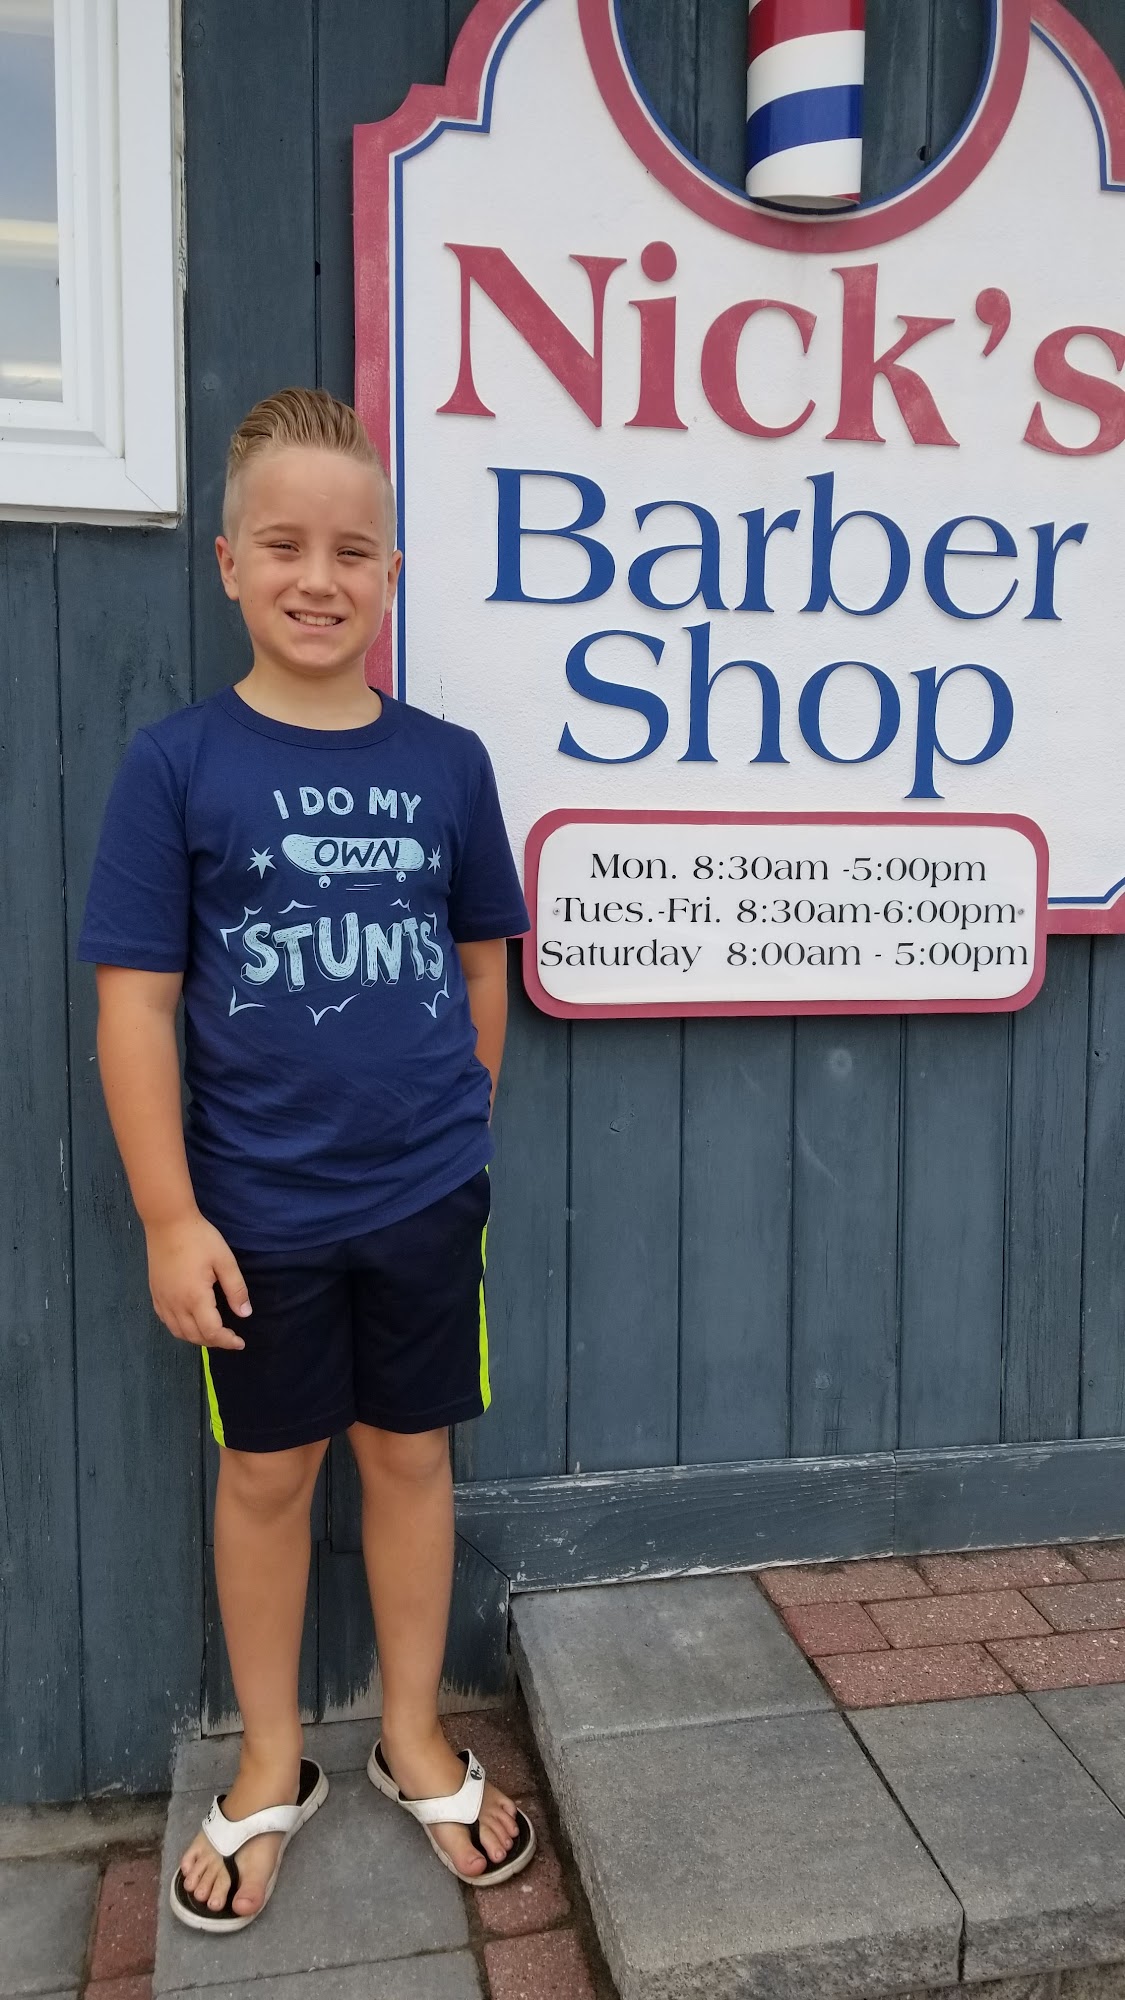 Nick's
Barber
Shop
Mon. 8:30am -5:00pm
Tues.-Fri. 8:30am-6:00pm
Saturday 8:00am - 5:00pm
I DO MY
OWN
STUNTS